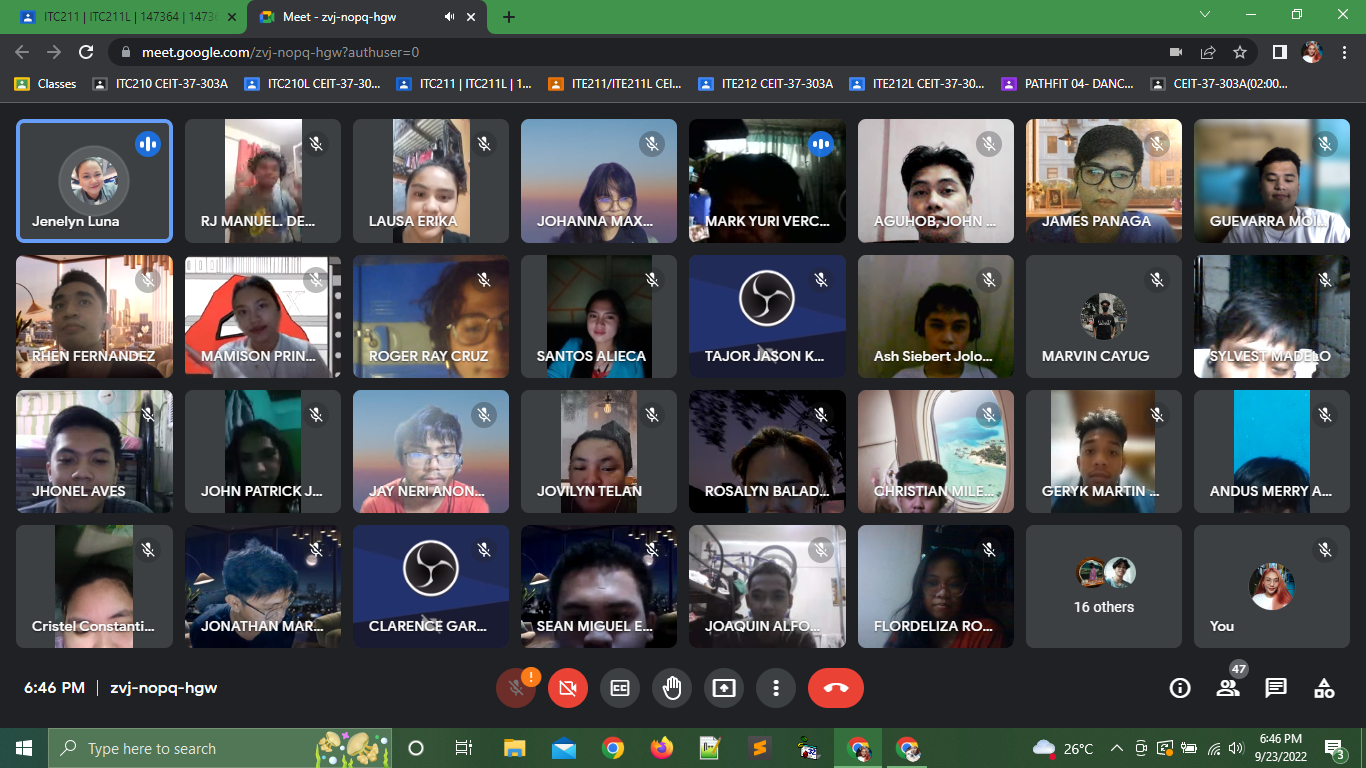 ITC211 | ITC211L | 147364 | 1473
Meet - zvj-nopq-hgw
meet.google.com/zvj-nopq-hgw?authuser=0
Classes
ITC210 CEIT-37-303A
ITC210L CEIT-37-30...
ITC211 | ITC211L | 1...
ITE211/ITE211L CEI...
ITE212 CEIT-37-303A
ITE212L CEIT-37-30...
PATHFIT 04- DANC...
CEIT-37-303A(02:00...
Jenelyn Luna
RJ MANUEL. DE...
LAUSA ERIKA
JOHANNA MAX...
MARK YURI VERC...
AGUHOB, JOHN ...
JAMES PANAGA
GUEVARRA MOI...
RHEN FERNANDEZ
MAMISON PRIN...
ROGER RAY CRUZ
SANTOS ALIECA
TAJOR JASON K...
Ash Siebert Jolo...
MARVIN CAYUG
SYLVEST MADELO
JHONEL AVES
JOHN PATRICK J...
JAY NERI ANON...
JOVILYN TELAN
ROSALYN BALAD...
CHRISTIAN MILE...
GERYK MARTIN ...
ANDUS MERRY A...
Cristel Constanti...
JONATHAN MAR...
CLARENCE GAR...
SEAN MIGUEL E...
JOAQUIN ALFO...
FLORDELIZA RO...
16 others
You
6:46 PM | zvj-nopq-hgw
!
CC
47
Type here to search
26°C
6:46 PM
9/23/2022
3